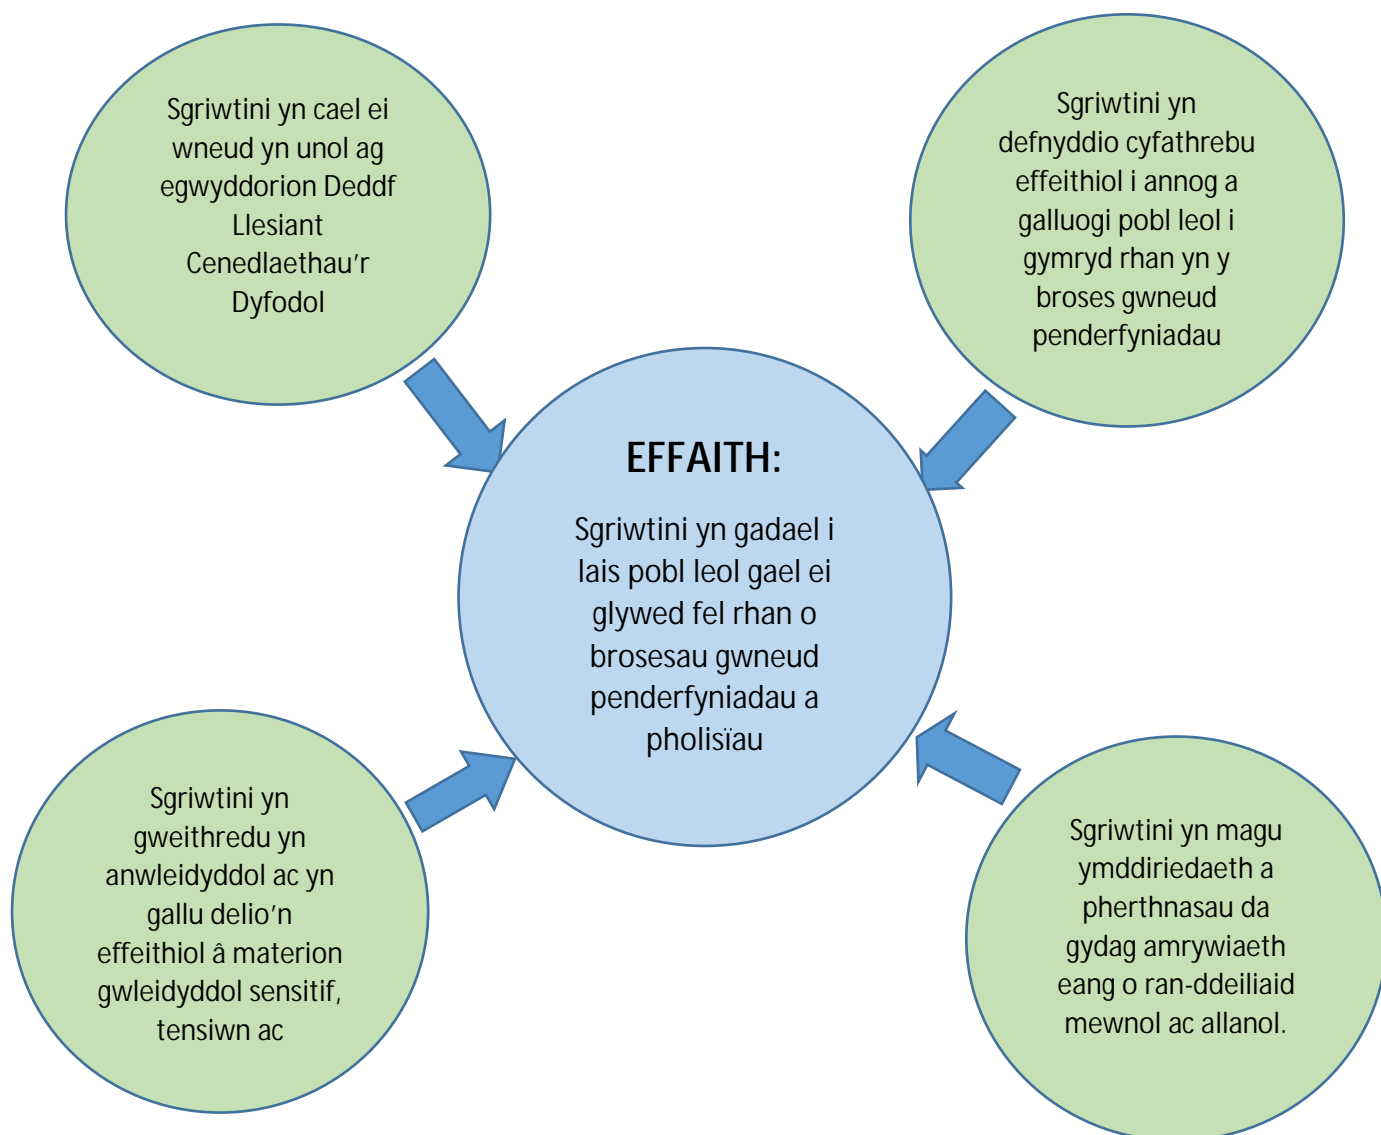 Sgriwtini yn cael ei
wneud yn unol ag
egwyddorion Deddf
Llesiant
Cenedlaethau’r
Dyfodol
Sgriwtini yn
defnyddio cyfathrebu
effeithiol i annog a
galluogi pobl leol i
gymryd rhan yn y
broses gwneud
penderfyniadau
EFFAITH:
Sgriwtini yn gadael i
lais pobl leol gael ei
glywed fel rhan o
brosesau gwneud
penderfyniadau a
pholisïau
Sgriwtini yn
gweithredu yn
anwleidyddol ac yn
gallu delio’n
effeithiol â materion
gwleidyddol sensitif,
tensiwn ac
Sgriwtini yn magu
ymddiriedaeth a
pherthnasau da
gydag amrywiaeth
eang o ran-ddeiliaid
mewnol ac allanol.